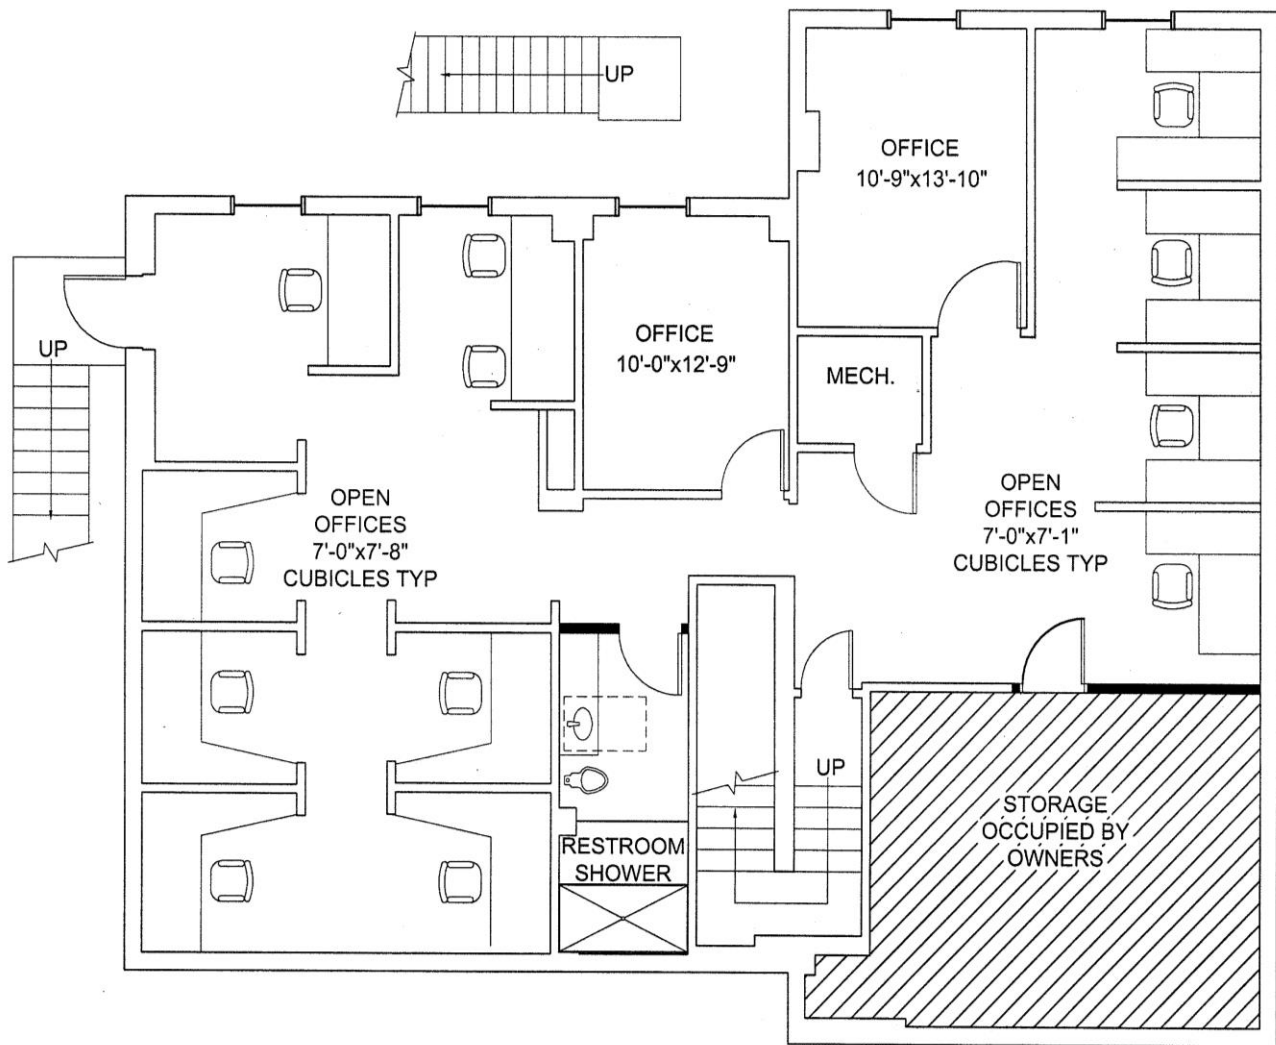 UP
OFFICE
10'-9"x13'-10"
UP
OFFICE
10'-0"x12'-9"
MECH.
OPEN
OFFICES
7'-0"x7'-8"
CUBICLES TYP
OPEN
OFFICES
7'-0"x7'-1"
CUBICLES TYP
UP
RESTROOM
SHOWER
STORAGE
OCCUPIED BY
OWNERS